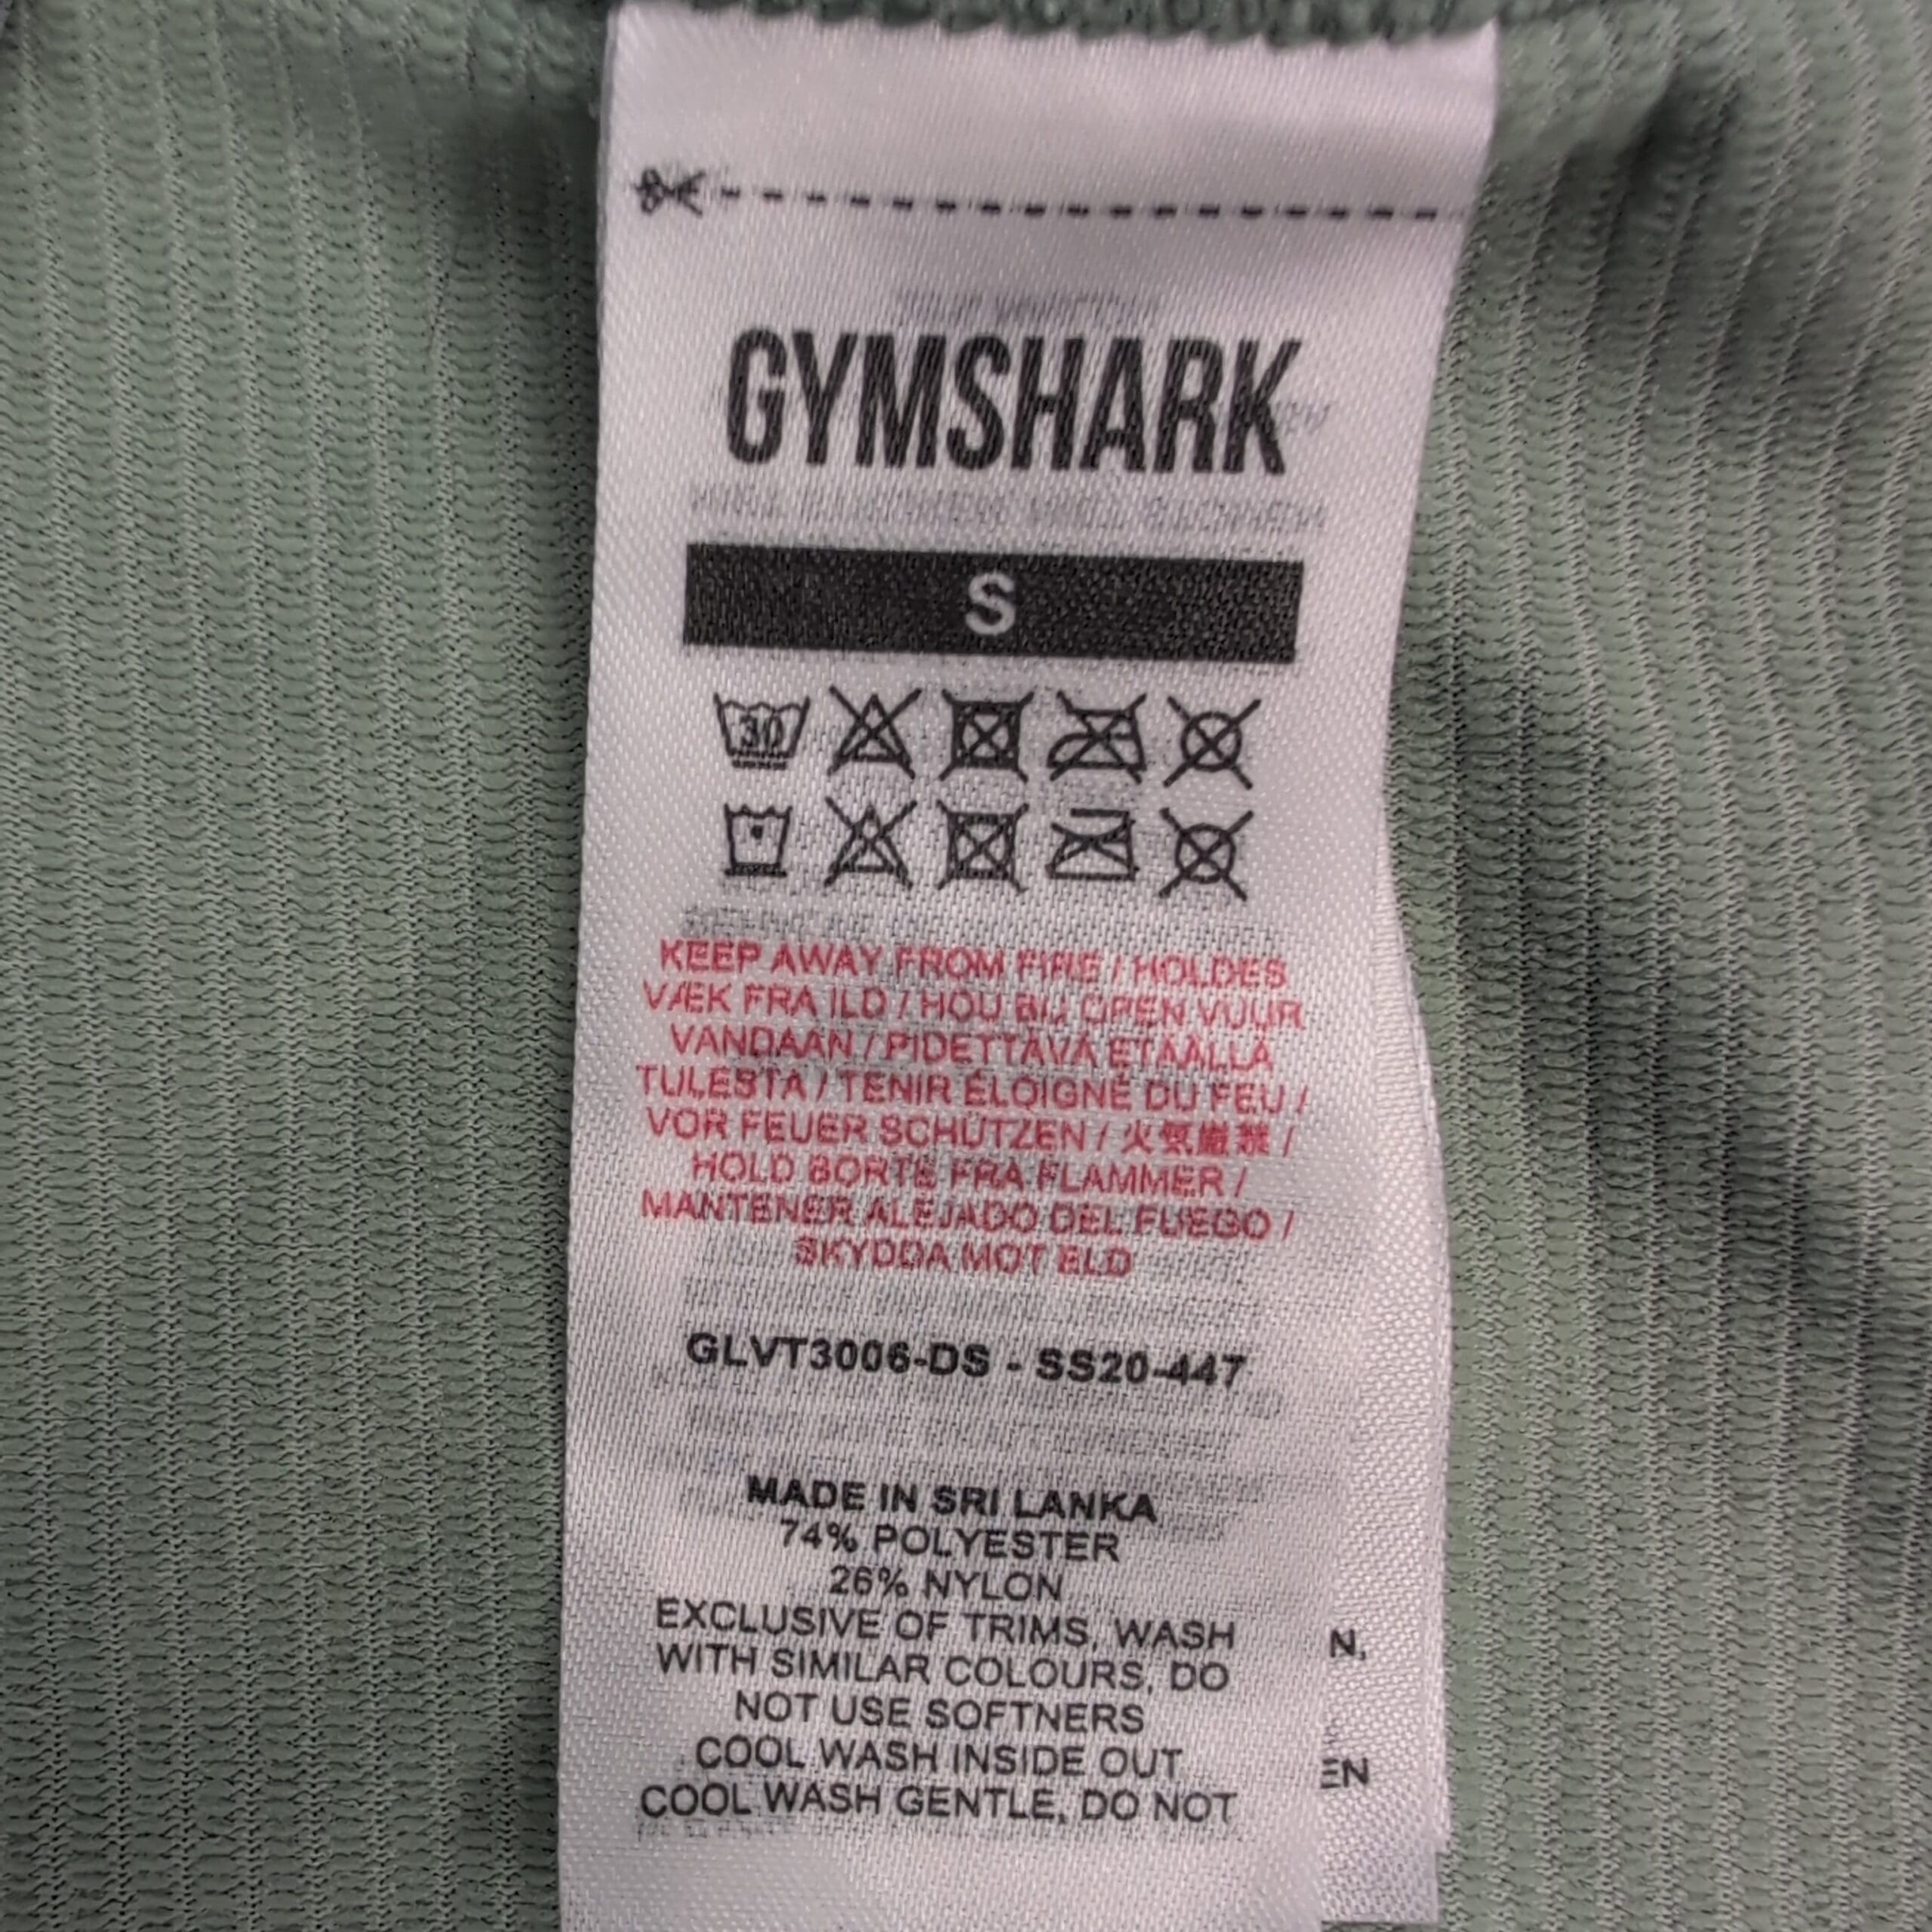 GYMSHARK
S
30
KEEP AWAY FROM FIRE / HOLDES
VÆK FRA ILD / HOU BIJ OPEN VUUR
VANDAAN / PIDETTÄVÄ ETÄÄLLÄ
TULESTA / TENIR ÉLOIGNÉ DU FEU /
VOR FEUER SCHÜTZEN / 火気厳禁 /
HOLD BORTE FRA FLAMMER /
MANTENER ALEJADO DEL FUEGO /
SKYDDA MOT ELD
GLVT3006-DS - SS20-447
MADE IN SRI LANKA
74% POLYESTER
26% NYLON
EXCLUSIVE OF TRIMS, WASH
WITH SIMILAR COLOURS, DO
NOT USE SOFTNERS
COOL WASH INSIDE OUT
COOL WASH GENTLE, DO NOT
N,
EN